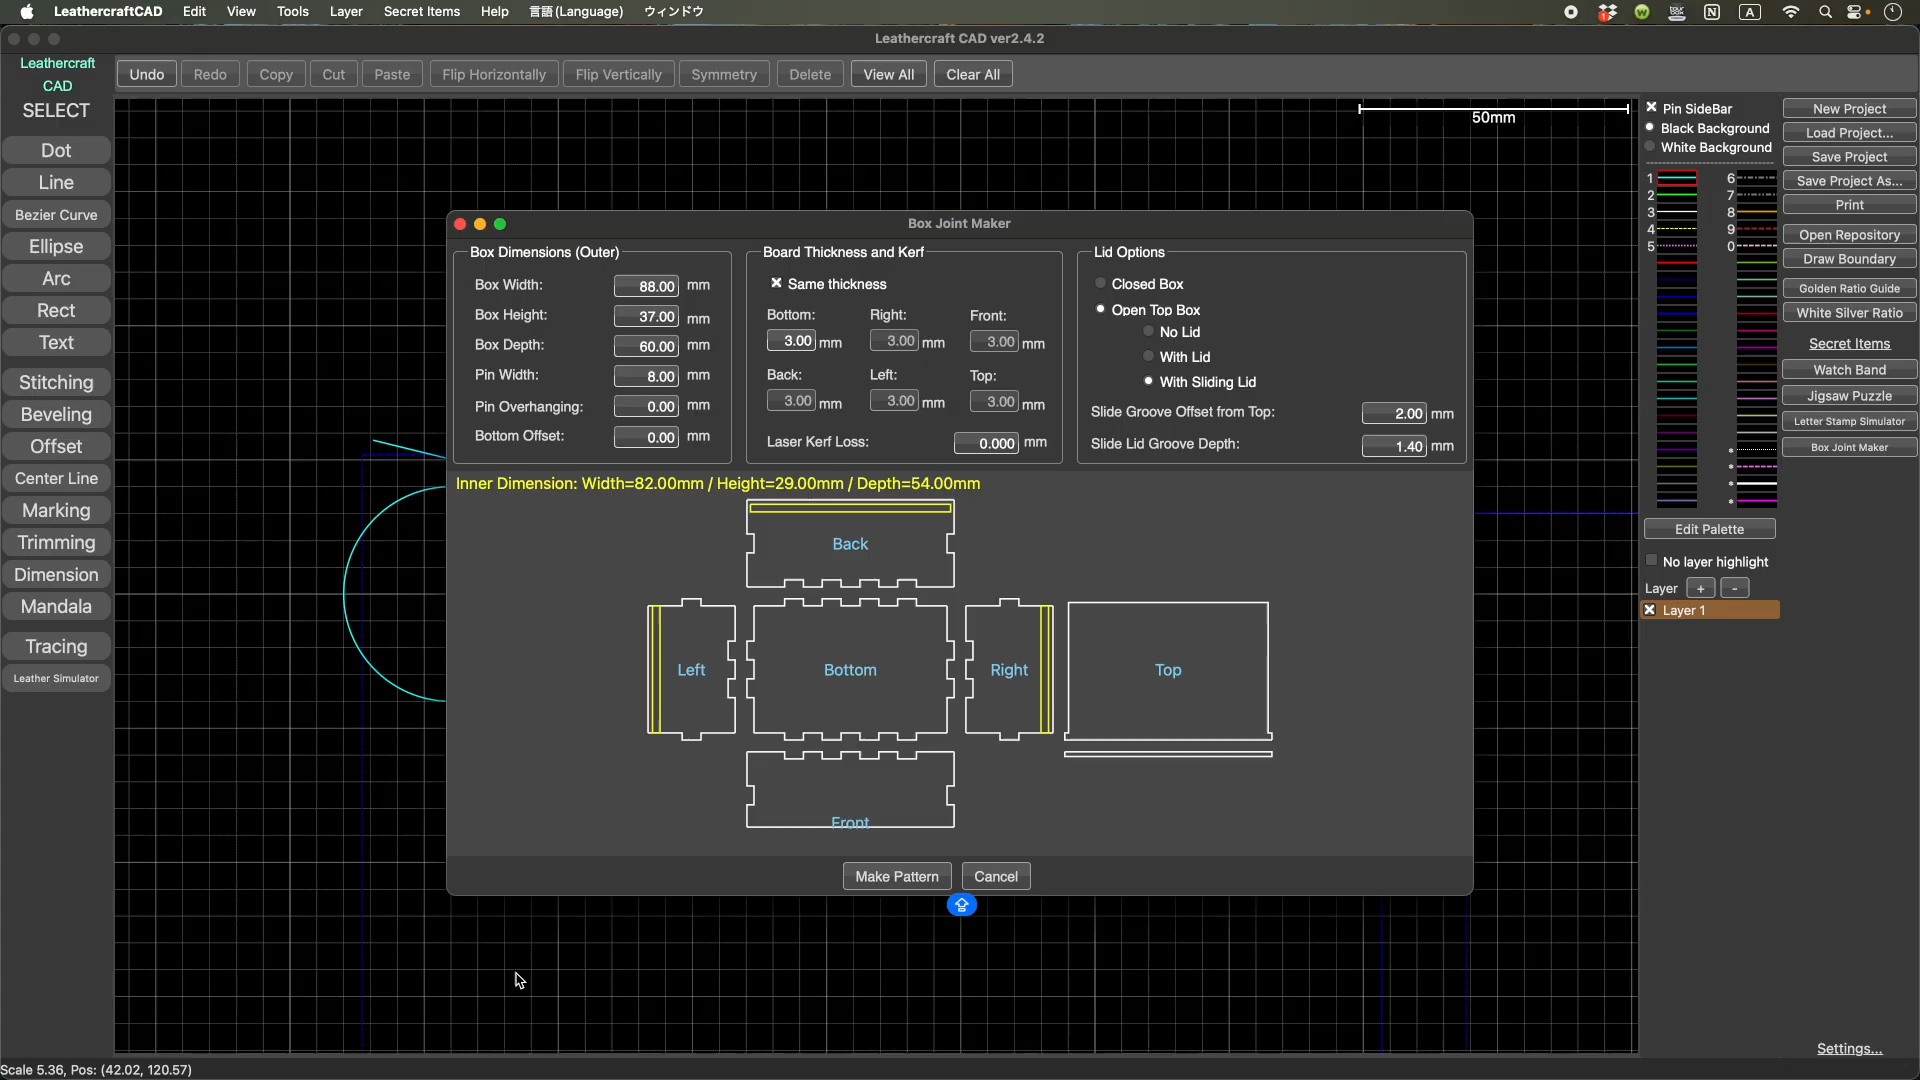 LeathercraftCAD Edit View Tools Layer Secret Items Help 言語(Language) ウィンドウ
Leathercraft CAD ver2.4.2
Leathercraft
CAD
SELECT
Undo Redo Copy Cut Paste Flip Horizontally Flip Vertically Symmetry Delete View All Clear All
Dot
Line
Bezier Curve
Ellipse
Arc
Rect
Text
Stitching
Beveling
Offset
Center Line
Marking
Trimming
Dimension
Mandala
Tracing
Leather Simulator
50mm
Box Joint Maker
Box Dimensions (Outer)
Box Width: 88.00 mm
Box Height: 37.00 mm
Box Depth: 60.00 mm
Pin Width: 8.00 mm
Pin Overhanging: 0.00 mm
Bottom Offset: 0.00 mm
Board Thickness and Kerf
Same thickness
Bottom: Right: Front:
3.00 mm 3.00 mm 3.00 mm
Back: Left: Top:
3.00 mm 3.00 mm 3.00 mm
Laser Kerf Loss: 0.000 mm
Lid Options
Closed Box
Open Top Box
No Lid
With Lid
With Sliding Lid
Slide Groove Offset from Top: 2.00 mm
Slide Lid Groove Depth: 1.40 mm
Inner Dimension: Width=82.00mm / Height=29.00mm / Depth=54.00mm
Back
Left Bottom Right Top
Front
Make Pattern Cancel
Pin SideBar
Black Background
White Background
1 6
2 7
3 8
4 9
5 0
*
*
*
*
Edit Palette
No layer highlight
Layer + -
Layer 1
New Project
Load Project...
Save Project
Save Project As...
Print
Open Repository
Draw Boundary
Golden Ratio Guide
White Silver Ratio
Secret Items
Watch Band
Jigsaw Puzzle
Letter Stamp Simulator
Box Joint Maker
Settings...
Scale 5.36, Pos: (42.02, 120.57)